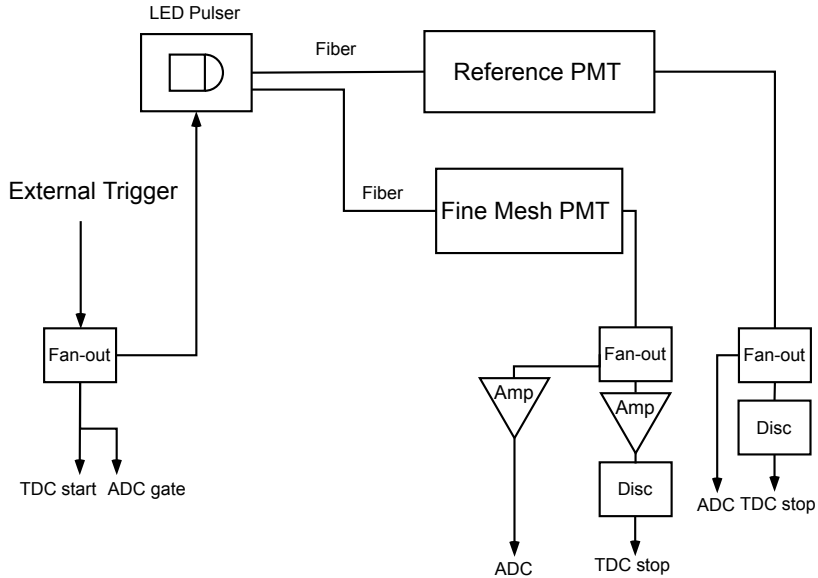 LED Pulser
Fiber
Reference PMT
External Trigger
Fiber
Fine Mesh PMT
Fan-out
Fan-out
Fan-out
Amp
Amp
Disc
Disc
TDC start
ADC gate
ADC
TDC stop
ADC
TDC stop